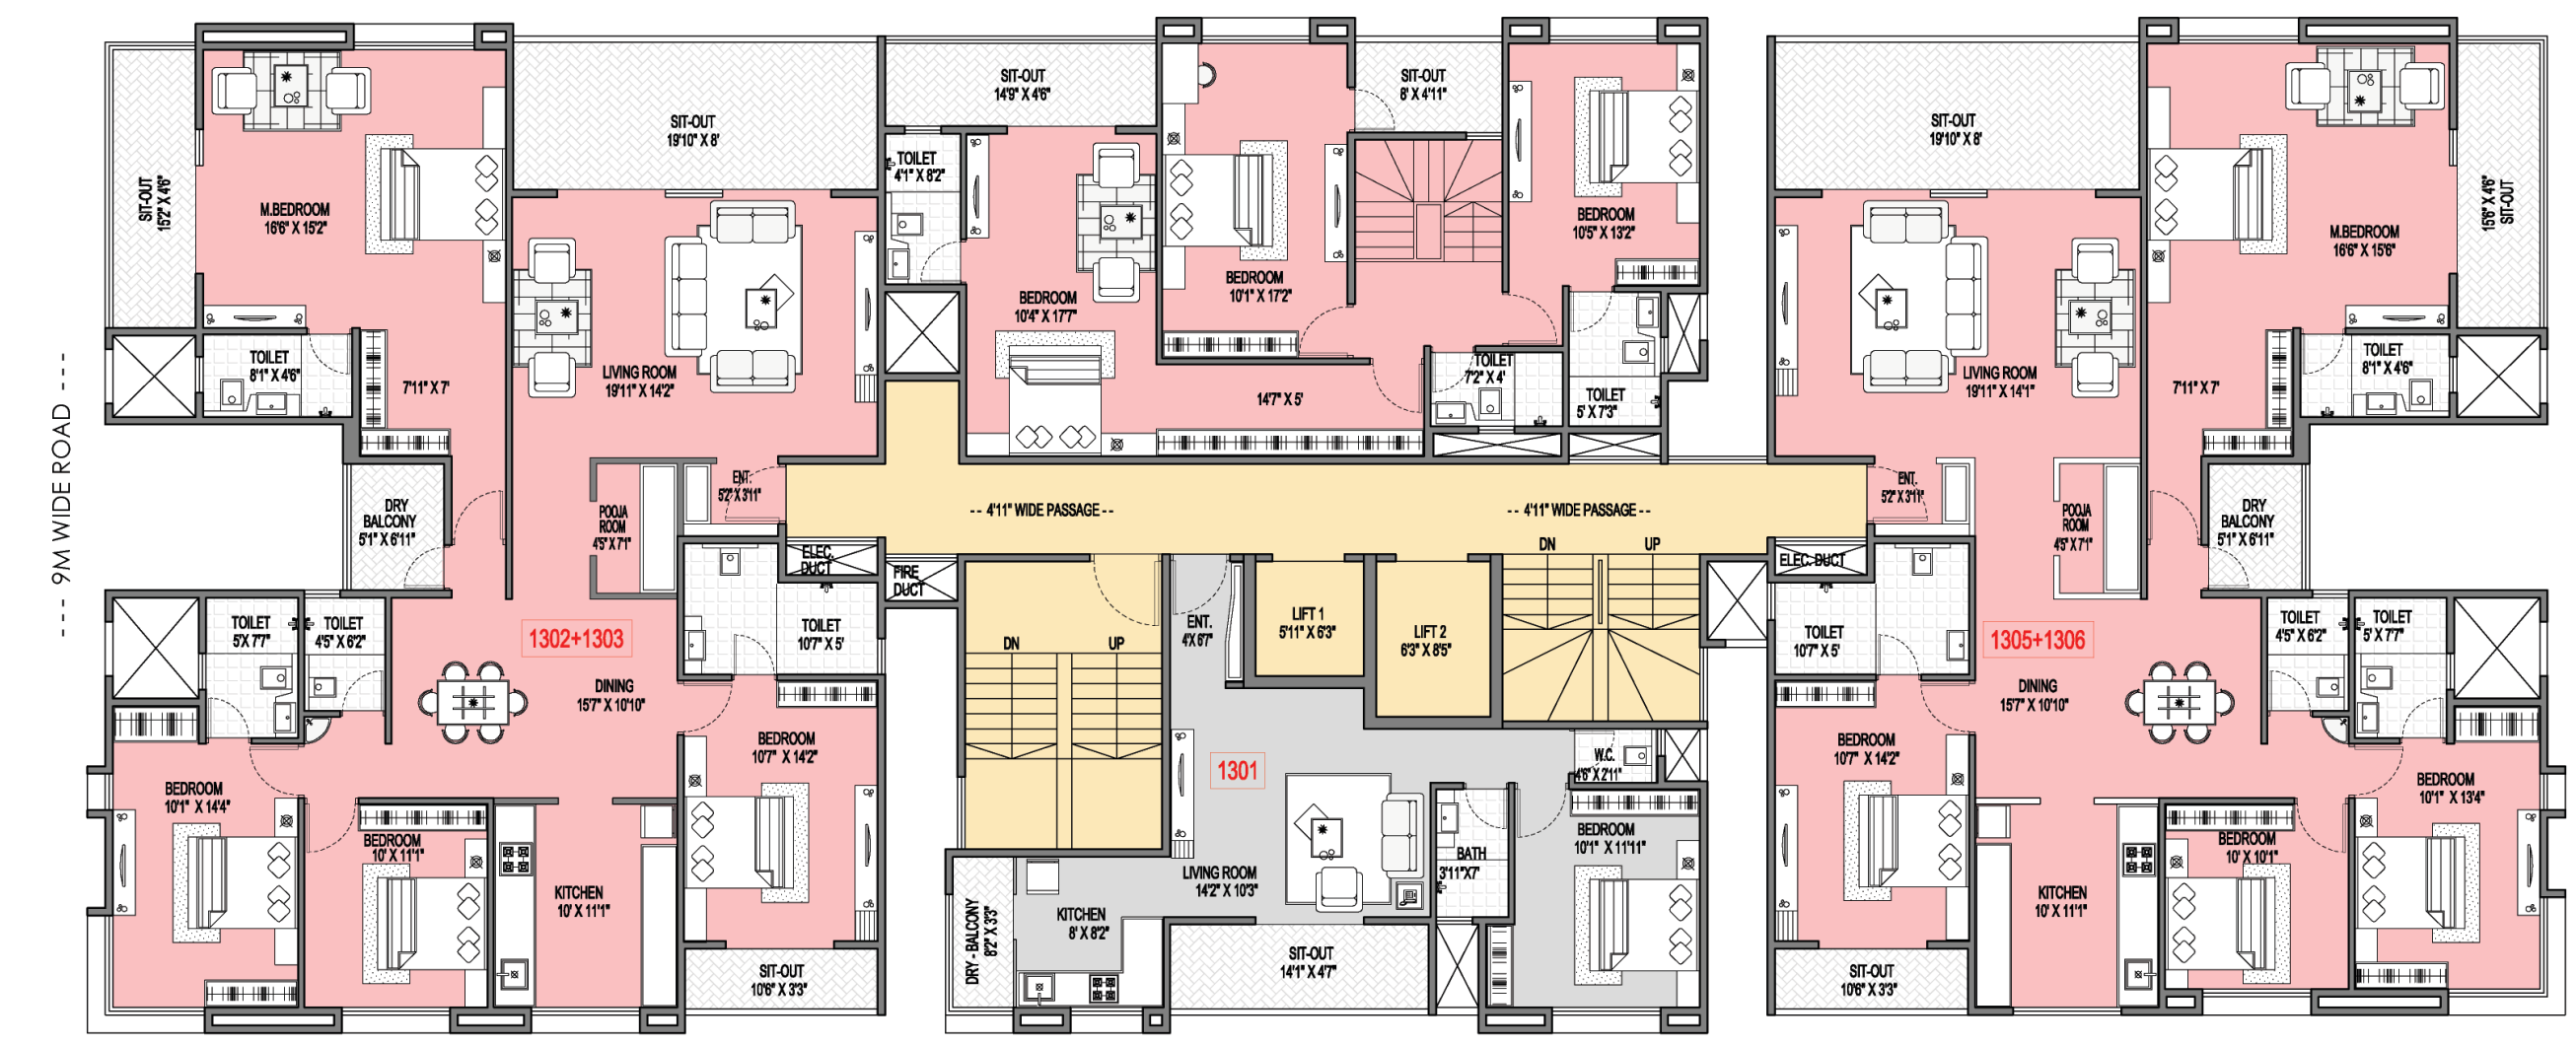 ---- 9M WIDE ROAD ----
SIT-OUT
15'2" X 4'6"
M.BEDROOM
16'6" X 15'2"
TOILET
8'1" X 4'6"
7'11" X 7'
SIT-OUT
19'10" X 8'
LIVING ROOM
19'11" X 14'2"
DRY
BALCONY
5'1" X 6'11"
POOJA
ROOM
4'5" X 7'1"
ENT.
5'2" X 3'11"
ELEC.
DUCT
FIRE
DUCT
TOILET
5'X 7'7"
TOILET
4'5" X 6'2"
1302+1303
TOILET
10'7" X 5'
DINING
15'7" X 10'10"
BEDROOM
10'7" X 14'2"
BEDROOM
10'1" X 14'4"
BEDROOM
10' X 11'1"
KITCHEN
10' X 11'1"
SIT-OUT
10'6" X 3'3"
SIT-OUT
14'9" X 4'6"
SIT-OUT
8' X 4'11"
TOILET
4'1" X 8'2"
BEDROOM
10'4" X 17'7"
BEDROOM
10'1" X 17'2"
BEDROOM
10'5" X 13'2"
14'7" X 5'
TOILET
7'2" X 4'
TOILET
5' X 7'3"
-- 4'11" WIDE PASSAGE --
-- 4'11" WIDE PASSAGE --
DN
UP
DN
UP
ENT.
4'X 6'7"
LIFT 1
5'11" X 6'3"
LIFT 2
6'3" X 8'5"
1301
W.C.
4'6" X 2'11"
LIVING ROOM
14'2" X 10'3"
BATH
3'11"X7'
BEDROOM
10'1" X 11'11"
KITCHEN
8' X 8'2"
DRY - BALCONY
8'2" X 3'3"
SIT-OUT
14'1" X 4'7"
SIT-OUT
19'10" X 8'
M.BEDROOM
16'6" X 15'6"
15'6" X 4'6"
SIT-OUT
LIVING ROOM
19'11" X 14'1"
7'11" X 7'
TOILET
8'1" X 4'6"
ENT.
5'2" X 3'11"
POOJA
ROOM
4'5" X 7'1"
DRY
BALCONY
5'1" X 6'11"
ELEC. DUCT
TOILET
10'7" X 5'
1305+1306
TOILET
4'5" X 6'2"
TOILET
5' X 7'7"
DINING
15'7" X 10'10"
BEDROOM
10'7" X 14'2"
BEDROOM
10'1" X 13'4"
BEDROOM
10' X 10'1"
KITCHEN
10' X 11'1"
SIT-OUT
10'6" X 3'3"